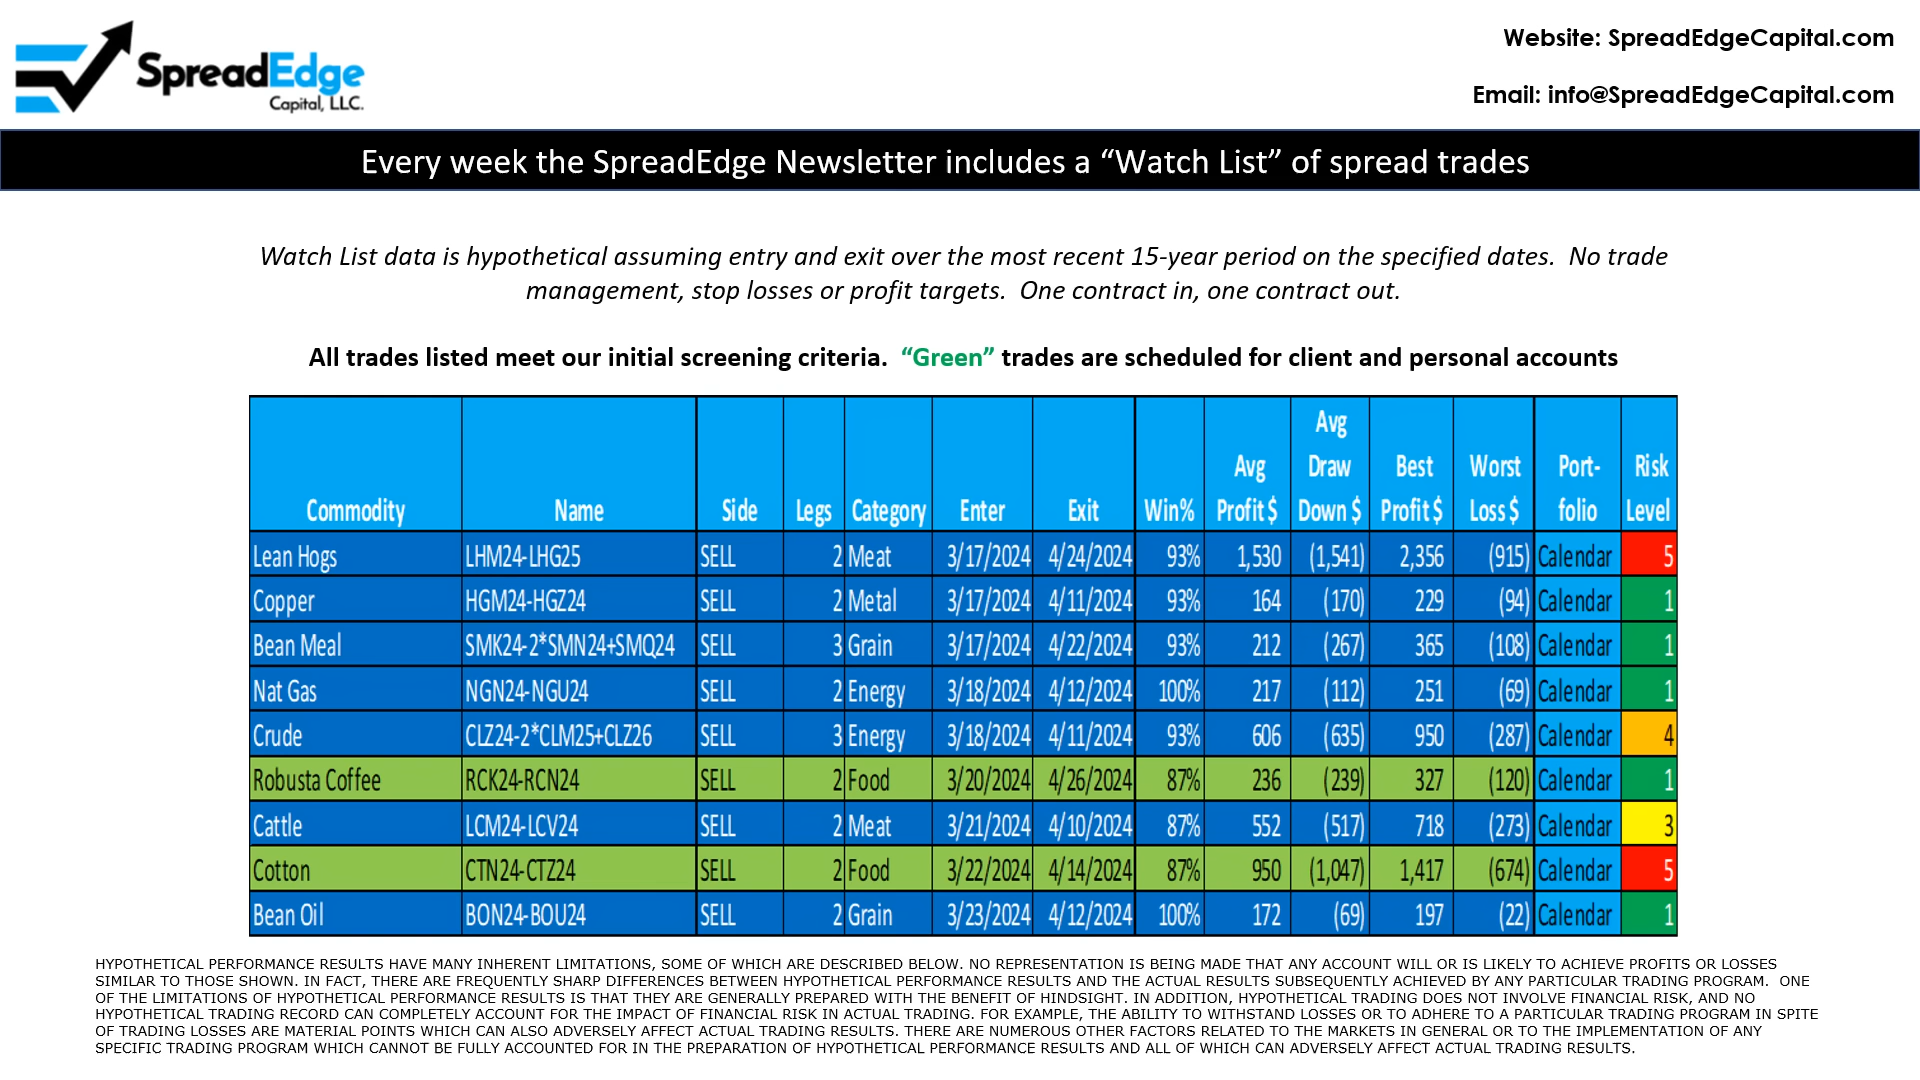 SpreadEdge
Capital, LLC.
Website: SpreadEdgeCapital.com
Email: info@SpreadEdgeCapital.com
Every week the SpreadEdge Newsletter includes a “Watch List” of spread trades
Watch List data is hypothetical assuming entry and exit over the most recent 15-year period on the specified dates.  No trade
management, stop losses or profit targets.  One contract in, one contract out.
All trades listed meet our initial screening criteria.  “Green” trades are scheduled for client and personal accounts
Commodity Name Side Legs Category Enter Exit Win% Avg Profit $ Avg Draw Down $ Best Profit $ Worst Loss $ Port-folio Risk Level
Lean Hogs LHM24-LHG25 SELL 2 Meat 3/17/2024 4/24/2024 93% 1,530 (1,541) 2,356 (915) Calendar 5
Copper HGM24-HGZ24 SELL 2 Metal 3/17/2024 4/11/2024 93% 164 (170) 229 (94) Calendar 1
Bean Meal SMK24-2*SMN24+SMQ24 SELL 3 Grain 3/17/2024 4/22/2024 93% 212 (267) 365 (108) Calendar 1
Nat Gas NGN24-NGU24 SELL 2 Energy 3/18/2024 4/12/2024 100% 217 (112) 251 (69) Calendar 1
Crude CLZ24-2*CLM25+CLZ26 SELL 3 Energy 3/18/2024 4/11/2024 93% 606 (635) 950 (287) Calendar 4
Robusta Coffee RCK24-RCN24 SELL 2 Food 3/20/2024 4/26/2024 87% 236 (239) 327 (120) Calendar 1
Cattle LCM24-LCV24 SELL 2 Meat 3/21/2024 4/10/2024 87% 552 (517) 718 (273) Calendar 3
Cotton CTN24-CTZ24 SELL 2 Food 3/22/2024 4/14/2024 87% 950 (1,047) 1,417 (674) Calendar 5
Bean Oil BON24-BOU24 SELL 2 Grain 3/23/2024 4/12/2024 100% 172 (69) 197 (22) Calendar 1
HYPOTHETICAL PERFORMANCE RESULTS HAVE MANY INHERENT LIMITATIONS, SOME OF WHICH ARE DESCRIBED BELOW. NO REPRESENTATION IS BEING MADE THAT ANY ACCOUNT WILL OR IS LIKELY TO ACHIEVE PROFITS OR LOSSES
SIMILAR TO THOSE SHOWN. IN FACT, THERE ARE FREQUENTLY SHARP DIFFERENCES BETWEEN HYPOTHETICAL PERFORMANCE RESULTS AND THE ACTUAL RESULTS SUBSEQUENTLY ACHIEVED BY ANY PARTICULAR TRADING PROGRAM.  ONE
OF THE LIMITATIONS OF HYPOTHETICAL PERFORMANCE RESULTS IS THAT THEY ARE GENERALLY PREPARED WITH THE BENEFIT OF HINDSIGHT. IN ADDITION, HYPOTHETICAL TRADING DOES NOT INVOLVE FINANCIAL RISK, AND NO
HYPOTHETICAL TRADING RECORD CAN COMPLETELY ACCOUNT FOR THE IMPACT OF FINANCIAL RISK IN ACTUAL TRADING. FOR EXAMPLE, THE ABILITY TO WITHSTAND LOSSES OR TO ADHERE TO A PARTICULAR TRADING PROGRAM IN SPITE
OF TRADING LOSSES ARE MATERIAL POINTS WHICH CAN ALSO ADVERSELY AFFECT ACTUAL TRADING RESULTS. THERE ARE NUMEROUS OTHER FACTORS RELATED TO THE MARKETS IN GENERAL OR TO THE IMPLEMENTATION OF ANY
SPECIFIC TRADING PROGRAM WHICH CANNOT BE FULLY ACCOUNTED FOR IN THE PREPARATION OF HYPOTHETICAL PERFORMANCE RESULTS AND ALL OF WHICH CAN ADVERSELY AFFECT ACTUAL TRADING RESULTS.